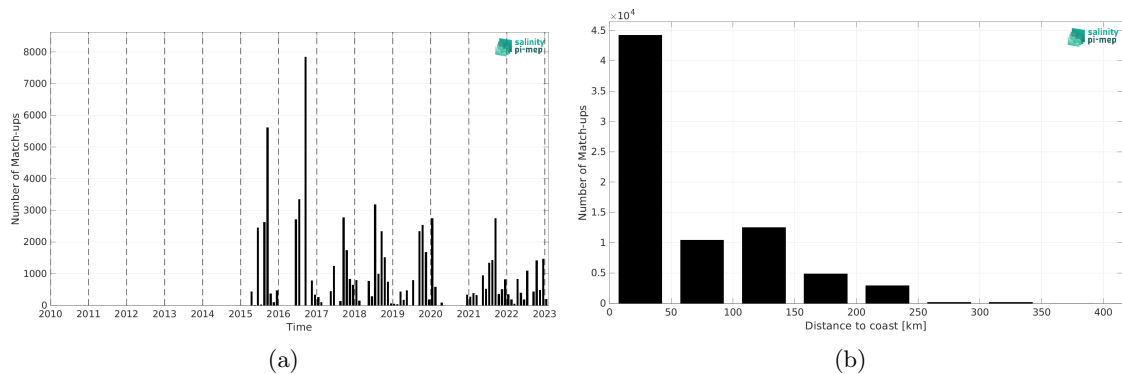 8000
7000
6000
5000
4000
3000
2000
1000
0
Number of Match-ups
2010 2011 2012 2013 2014 2015 2016 2017 2018 2019 2020 2021 2022 2023
Time
salinity
pi-mep
(a)
×10⁴
4.5
4
3.5
3
2.5
2
1.5
1
0.5
0
Number of Match-ups
0 50 100 150 200 250 300 350 400
Distance to coast [km]
salinity
pi-mep
(b)